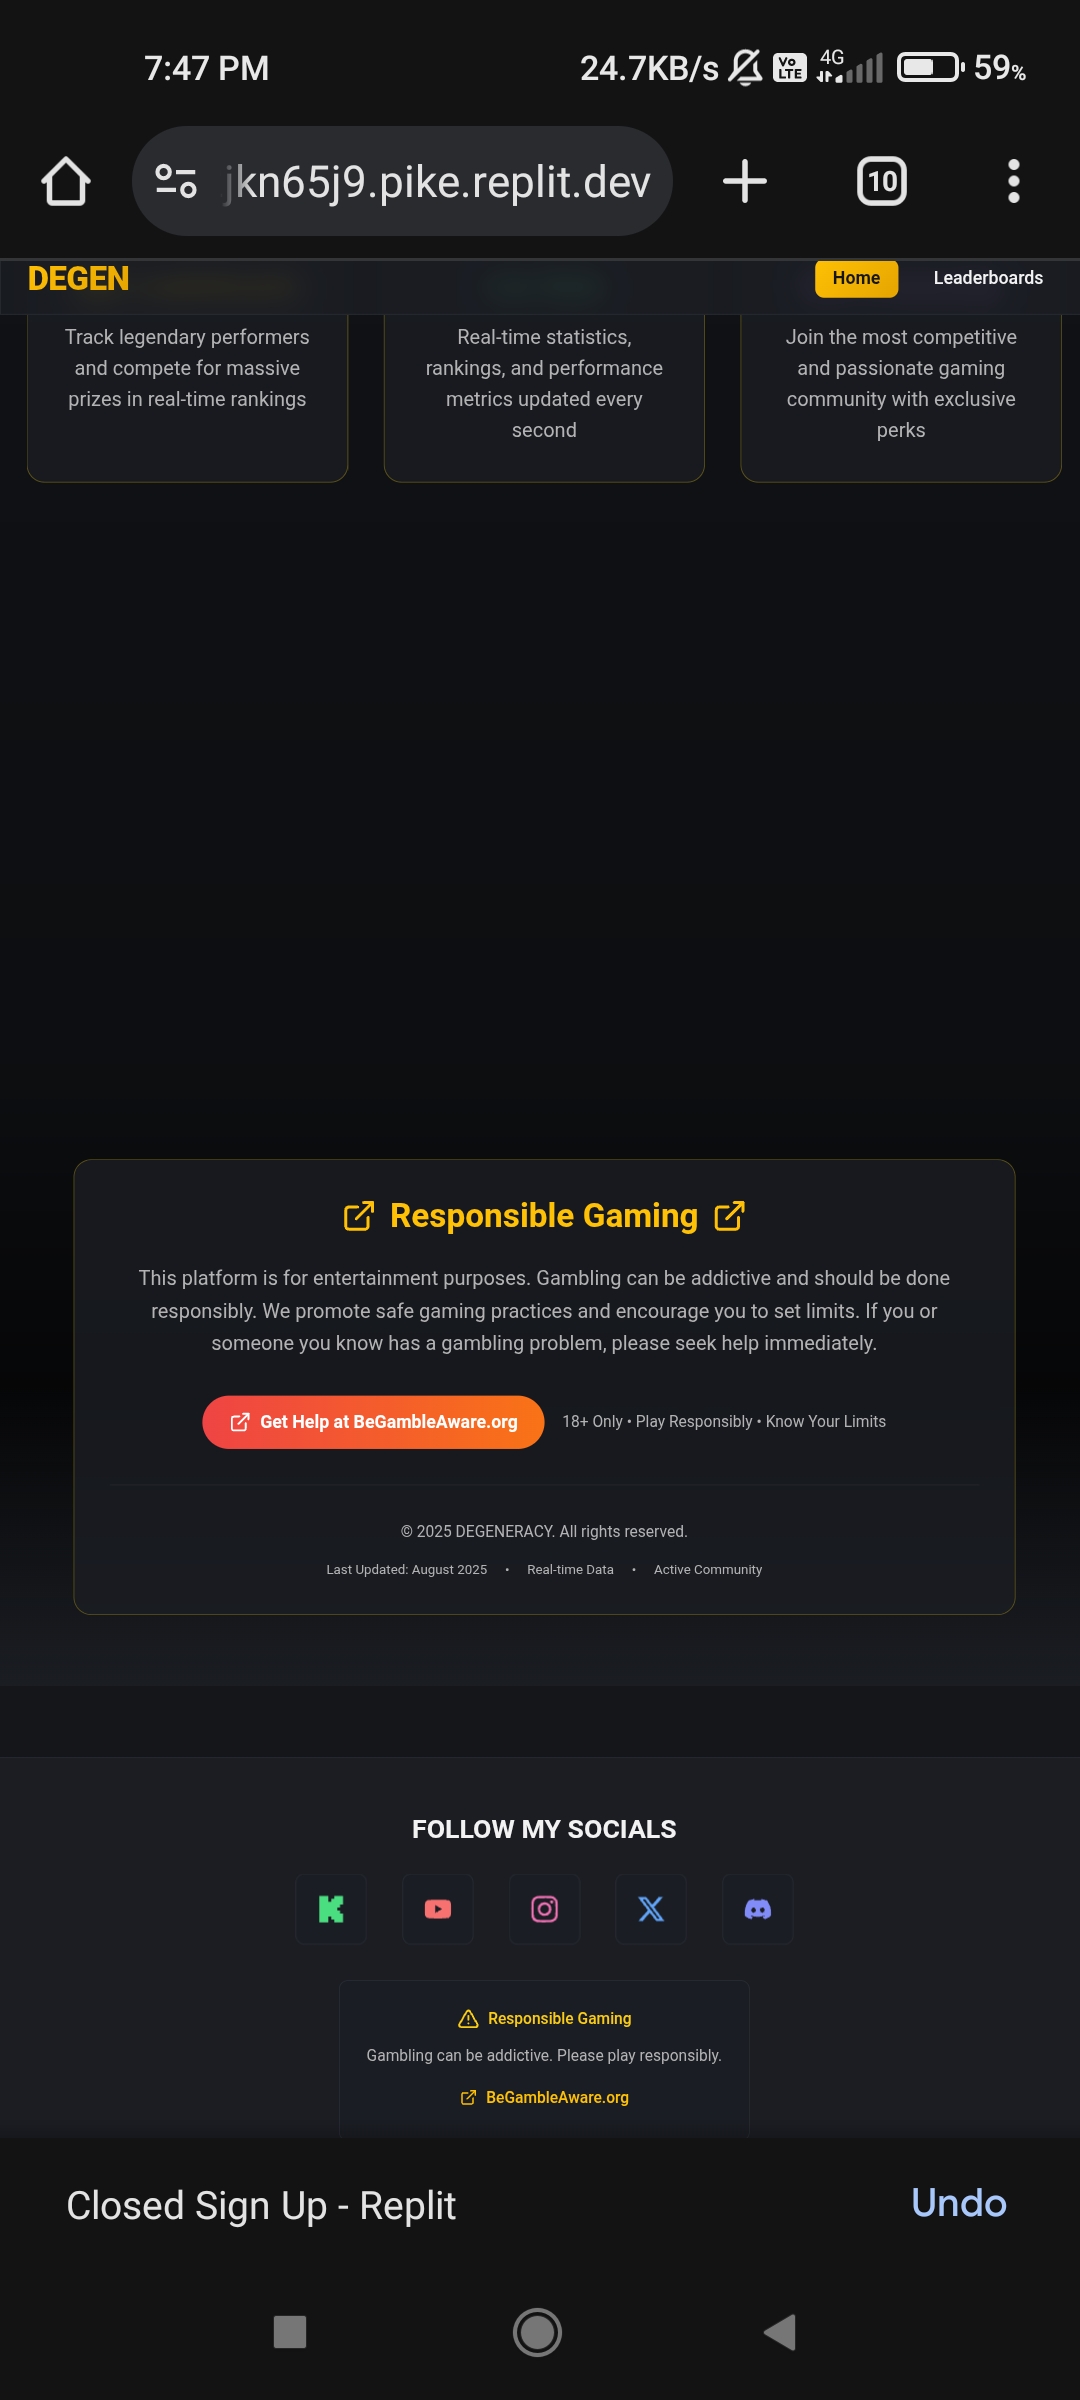 7:47 PM
24.7KB/s
Vo
LTE
4G
59%
jkn65j9.pike.replit.dev
10
DEGEN
Home
Leaderboards
Track legendary performers
and compete for massive
prizes in real-time rankings
Real-time statistics,
rankings, and performance
metrics updated every
second
Join the most competitive
and passionate gaming
community with exclusive
perks
Responsible Gaming
This platform is for entertainment purposes. Gambling can be addictive and should be done
responsibly. We promote safe gaming practices and encourage you to set limits. If you or
someone you know has a gambling problem, please seek help immediately.
Get Help at BeGambleAware.org
18+ Only • Play Responsibly • Know Your Limits
© 2025 DEGENERACY. All rights reserved.
Last Updated: August 2025 • Real-time Data • Active Community
FOLLOW MY SOCIALS
Responsible Gaming
Gambling can be addictive. Please play responsibly.
BeGambleAware.org
Closed Sign Up - Replit
Undo